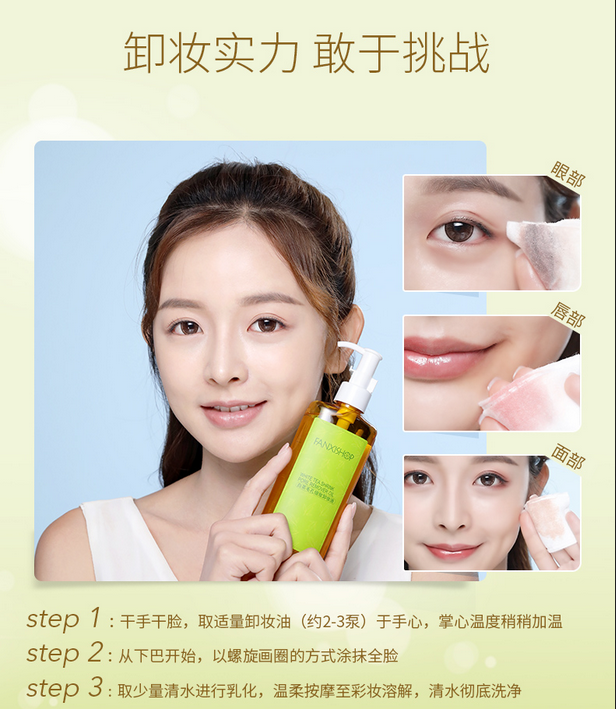 卸妆实力 敢于挑战
眼部
唇部
面部
FANXISHOP
step 1：干手干脸，取适量卸妆油（约2-3泵）于手心，掌心温度稍稍加温
step 2：从下巴开始，以螺旋画圈的方式涂抹全脸
step 3：取少量清水进行乳化，温柔按摩至彩妆溶解，清水彻底洗净